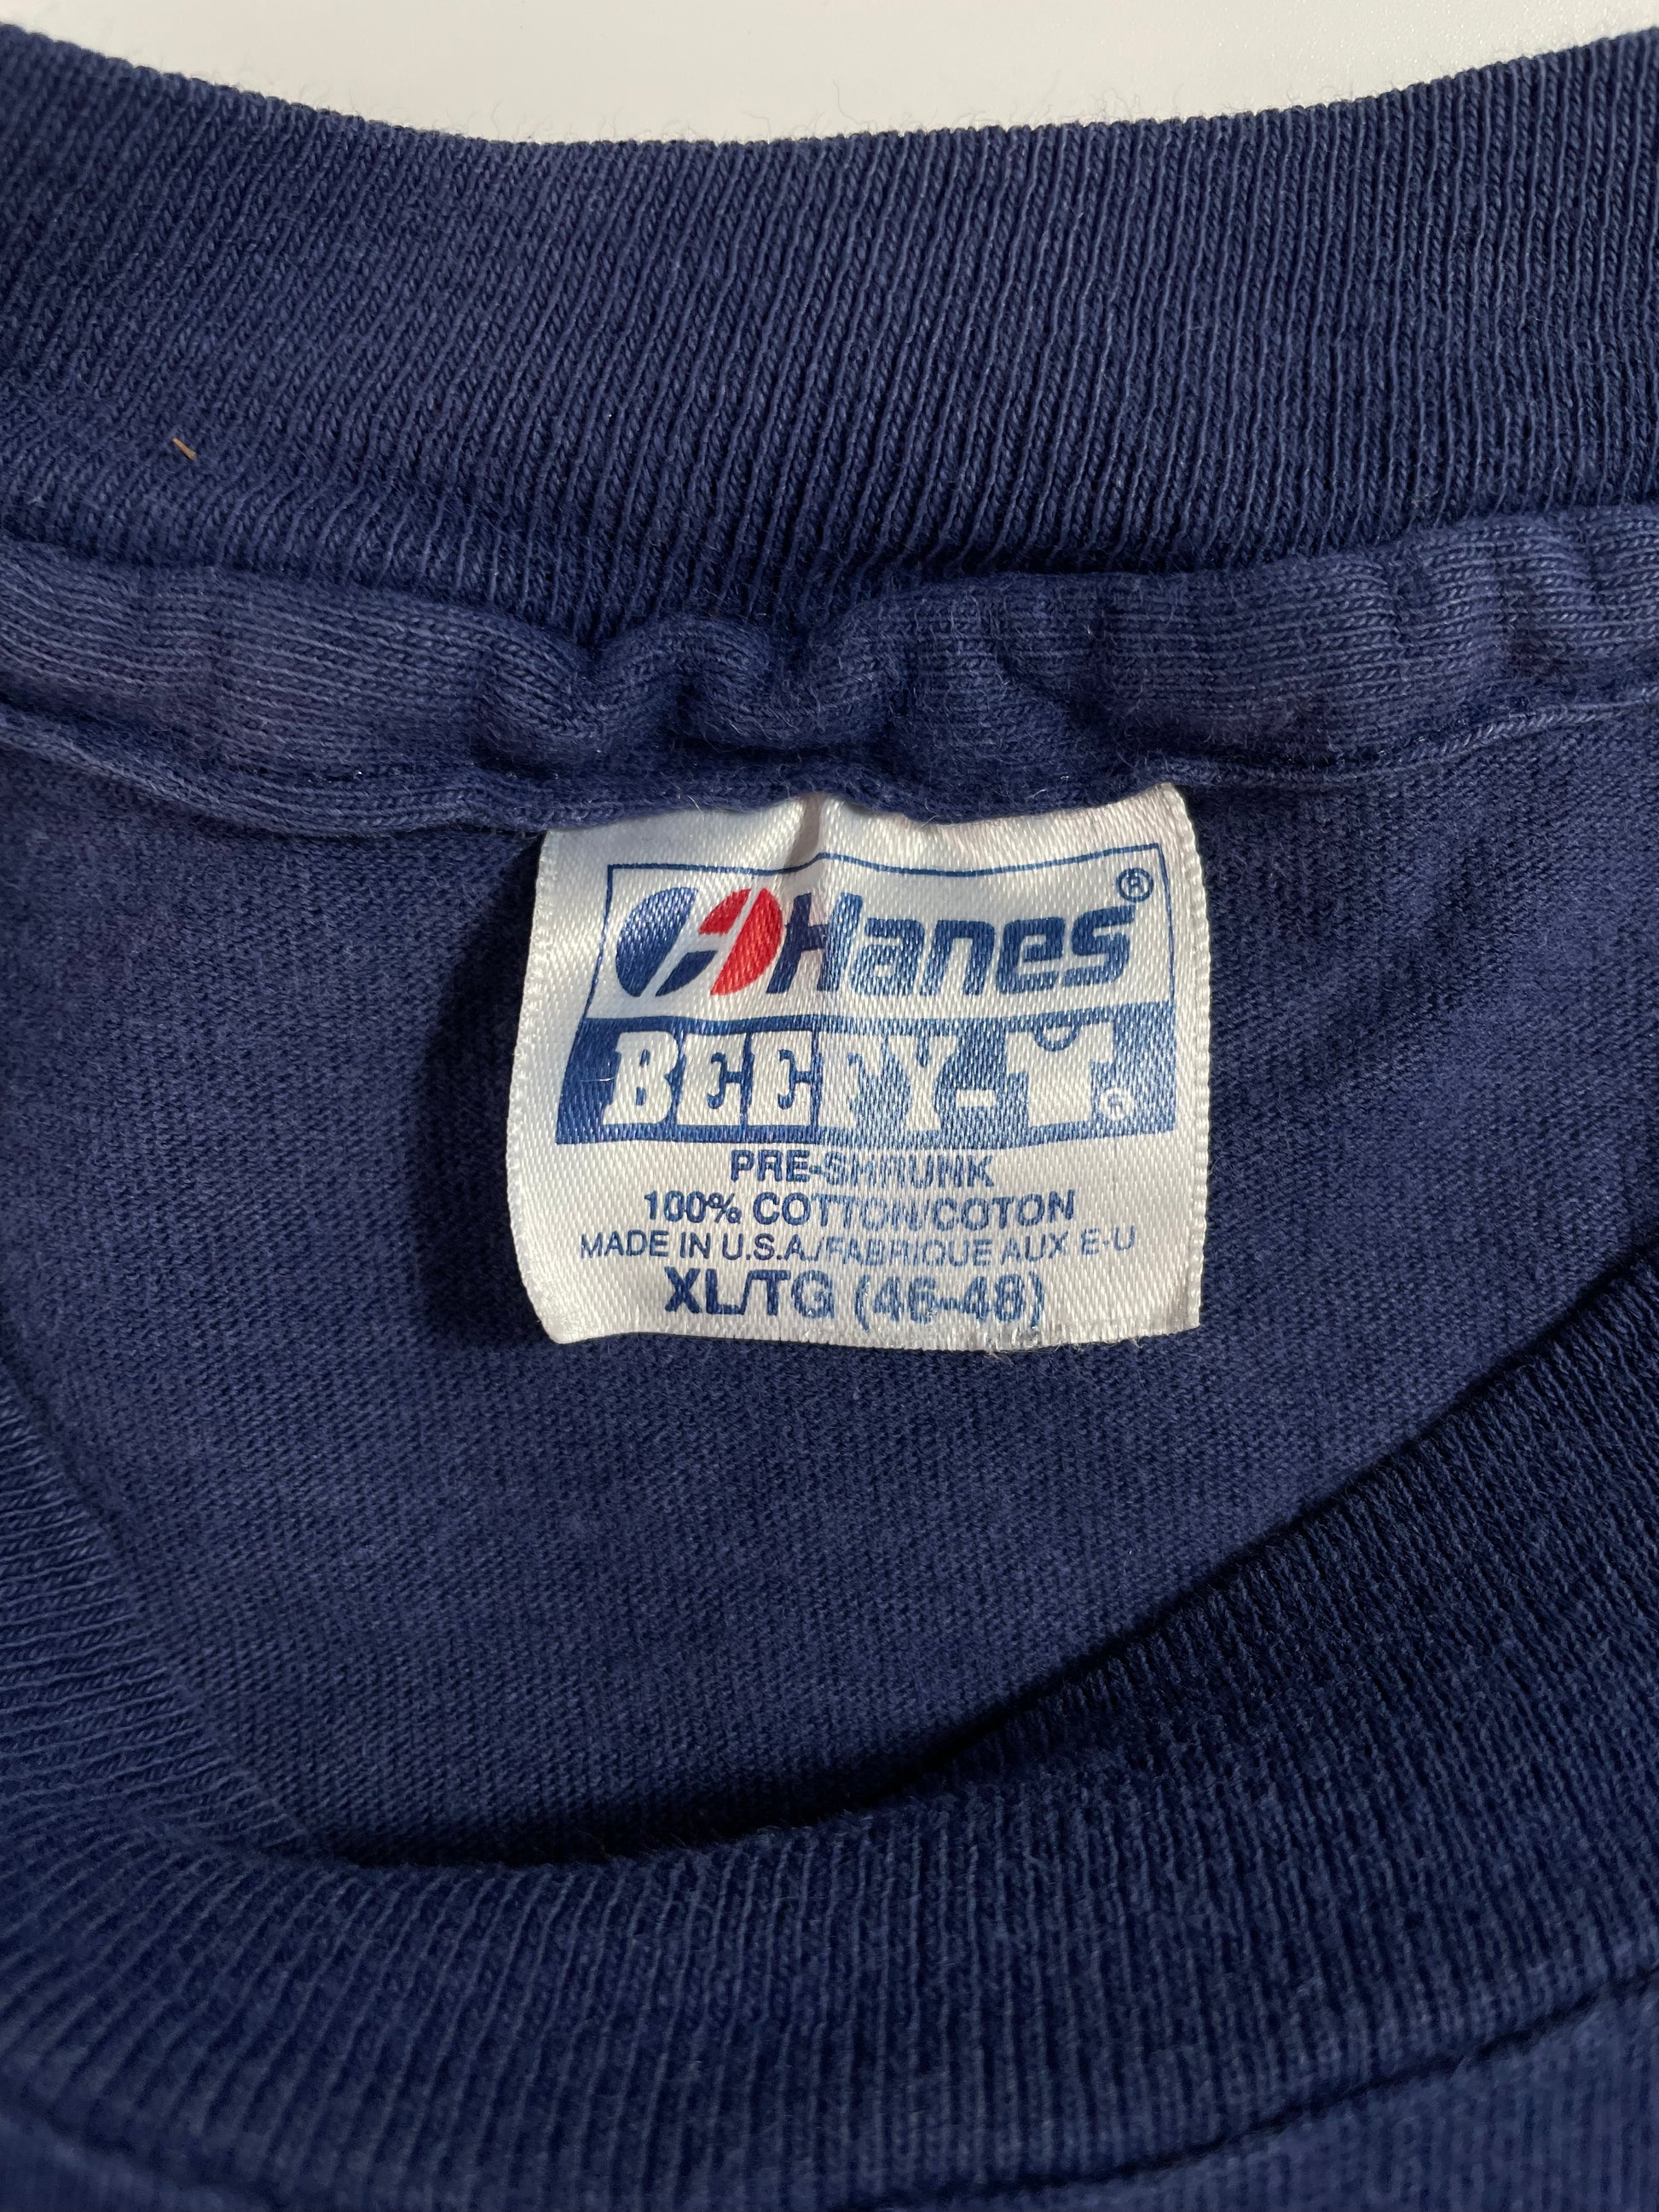 Hanes®
BEEFY-T®
PRE-SHRUNK
100% COTTON/COTON
MADE IN U.S.A./FABRIQUE AUX E-U
XL/TG (46-48)